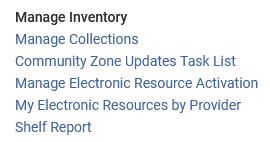 Manage Inventory
Manage Collections
Community Zone Updates Task List
Manage Electronic Resource Activation
My Electronic Resources by Provider
Shelf Report